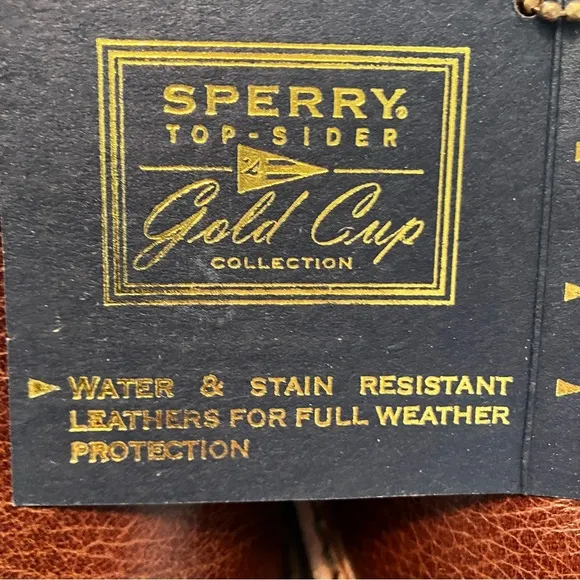 SPERRY®
TOP-SIDER
Gold Cup
COLLECTION
WATER & STAIN RESISTANT
LEATHERS FOR FULL WEATHER
PROTECTION